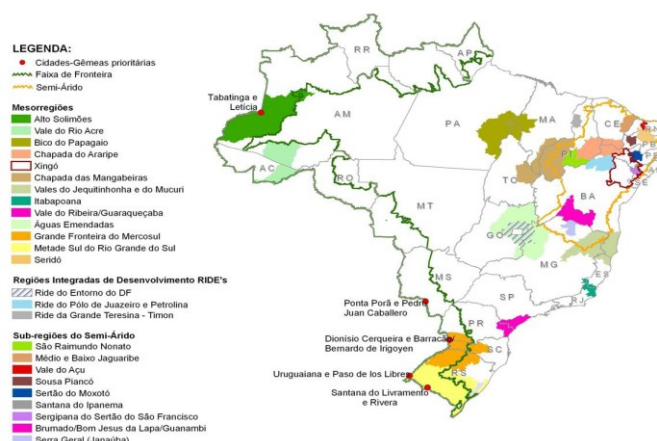 LEGENDA:
Cidades-Gêmeas prioritárias
Faixa de Fronteira
Semi-Árido
Mesorregiões
Alto Solimões
Vale do Rio Acre
Bico do Papagaio
Chapada do Araripe
Xingó
Chapada das Mangabeiras
Vales do Jequitinhonha e do Mucuri
Itabapoana
Vale do Ribeira/Guaraqueçaba
Águas Emendadas
Grande Fronteira do Mercosul
Metade Sul do Rio Grande do Sul
Seridó
Regiões Integradas de Desenvolvimento RIDE's
Ride do Entorno do DF
Ride do Pólo de Juazeiro e Petrolina
Ride da Grande Teresina - Timon
Sub-regiões do Semi-Árido
São Raimundo Nonato
Médio e Baixo Jaguaribe
Vale do Açu
Sousa Piancó
Sertão do Moxotó
Santana do Ipanema
Sergipana do Sertão do São Francisco
Brumado/Bom Jesus da Lapa/Guanambi
Serra Geral (Janaúba)
RR
AP
Tabatinga e
Letícia
AM
PA
MA
CE
RN
PB
PE
PI
AC
RO
TO
SE
BA
MT
GO
MG
ES
MS
SP
RJ
Ponta Porã e Pedro
Juan Caballero
PR
Dionísio Cerqueira e Barracão/
Bernardo de Irigoyen
SC
Uruguaiana e Paso de los Libres
RS
Santana do Livramento
e Rivera